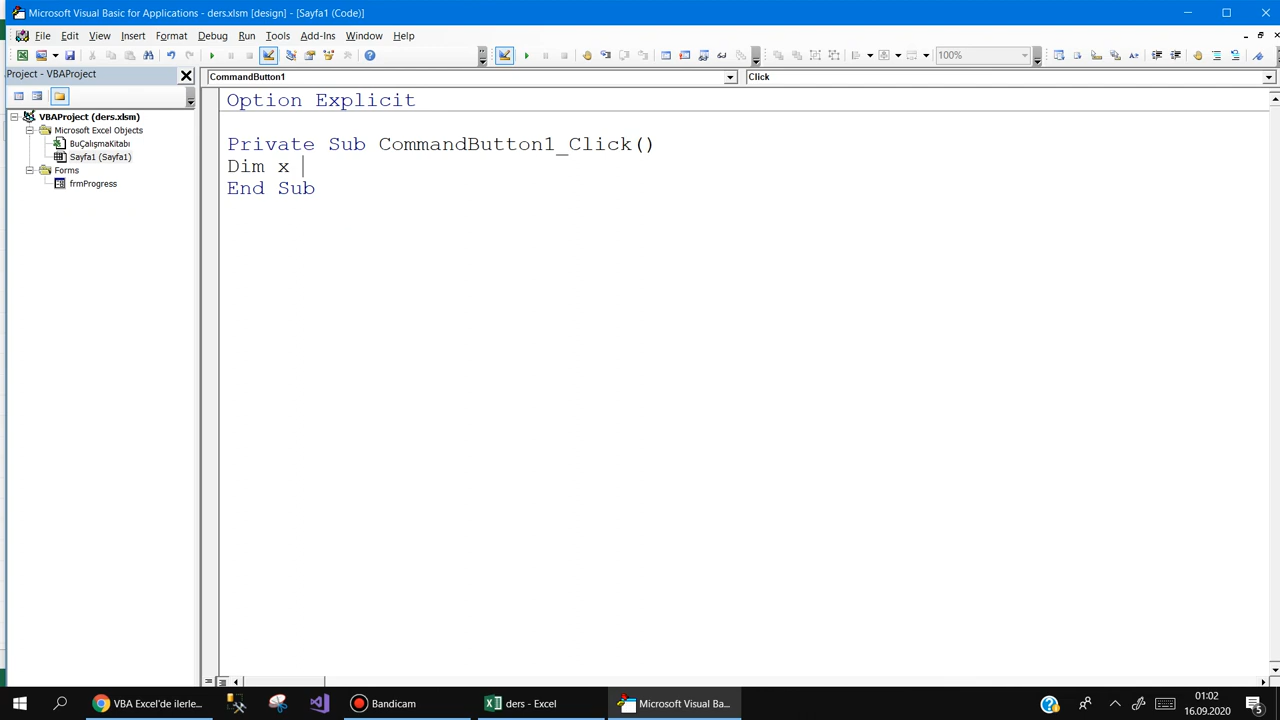 Microsoft Visual Basic for Applications - ders.xlsm [design] - [Sayfa1 (Code)]
File Edit View Insert Format Debug Run Tools Add-Ins Window Help
100%
Project - VBAProject
CommandButton1
Click
VBAProject (ders.xlsm)
Microsoft Excel Objects
BuÇalışmaKitabı
Sayfa1 (Sayfa1)
Forms
frmProgress
Option Explicit
Private Sub CommandButton1_Click()
Dim x
End Sub
VBA Excel'de ilerle...
Bandicam
ders - Excel
Microsoft Visual Ba...
01:02
16.09.2020
5